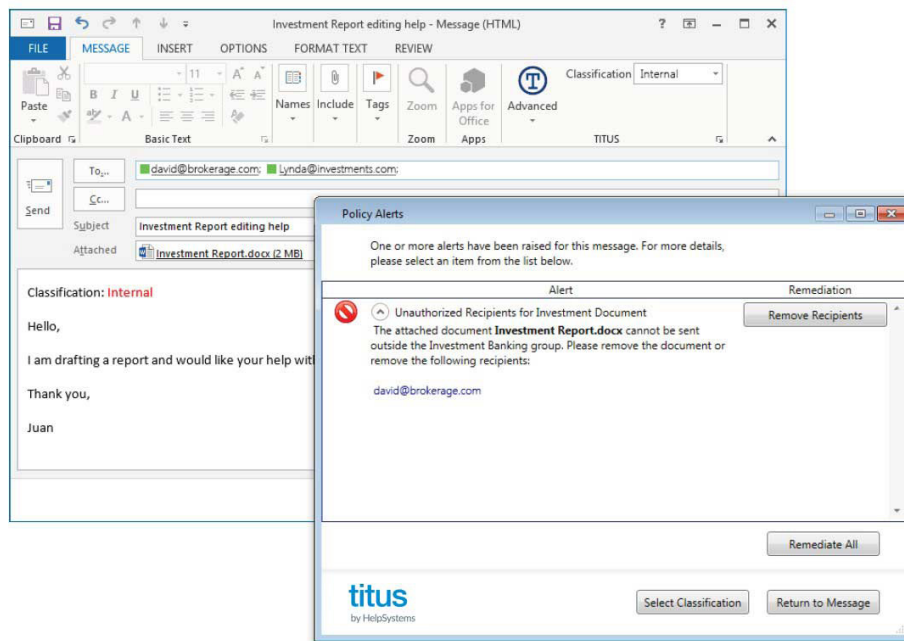 Investment Report editing help - Message (HTML)
FILE MESSAGE INSERT OPTIONS FORMAT TEXT REVIEW
11 A A
Classification Internal
B I U
Paste
Names Include Tags Zoom Apps for Advanced
Office
aby A
Clipboard Basic Text Zoom Apps TITUS
To... david@brokerage.com; Lynda@investments.com;
Cc...
Send
Subject Investment Report editing help
Attached Investment Report.docx (2 MB)
Classification: Internal
Hello,
I am drafting a report and would like your help wit
Thank you,
Juan
Policy Alerts
One or more alerts have been raised for this message. For more details,
please select an item from the list below.
Alert Remediation
Unauthorized Recipients for Investment Document
Remove Recipients
The attached document Investment Report.docx cannot be sent
outside the Investment Banking group. Please remove the document or
remove the following recipients:
david@brokerage.com
Remediate All
titus
by HelpSystems
Select Classification Return to Message